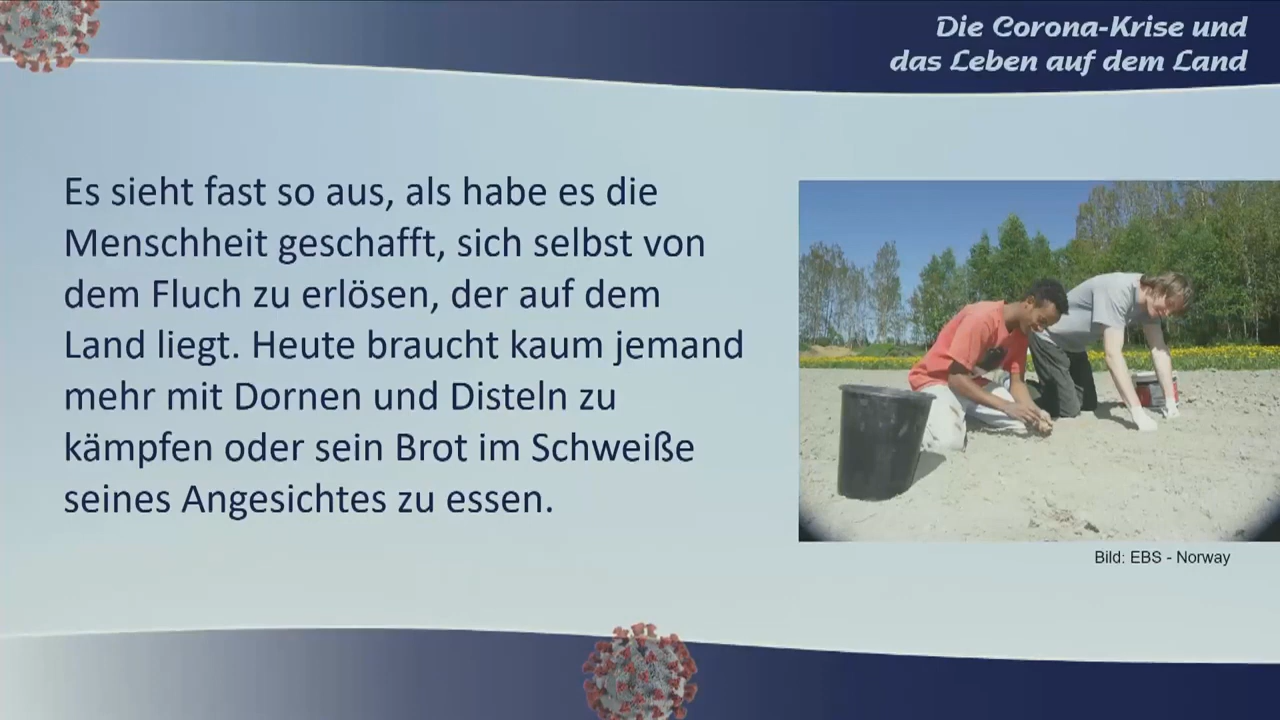 Die Corona-Krise und
das Leben auf dem Land
Es sieht fast so aus, als habe es die
Menschheit geschafft, sich selbst von
dem Fluch zu erlösen, der auf dem
Land liegt. Heute braucht kaum jemand
mehr mit Dornen und Disteln zu
kämpfen oder sein Brot im Schweiße
seines Angesichtes zu essen.
Bild: EBS - Norway